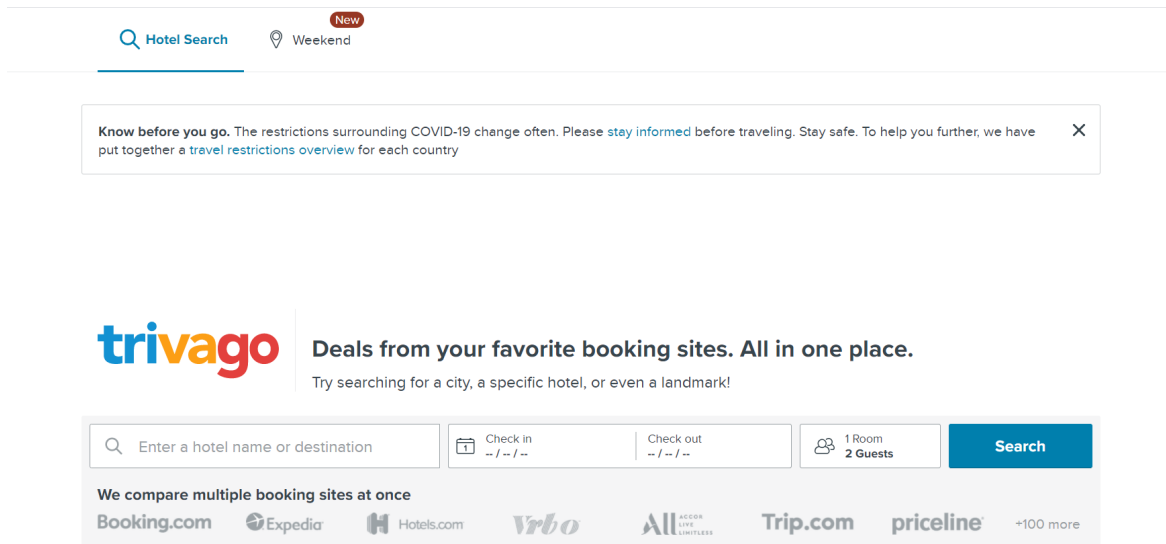 New
Hotel Search
Weekend
Know before you go. The restrictions surrounding COVID-19 change often. Please stay informed before traveling. Stay safe. To help you further, we have
put together a travel restrictions overview for each country
trivago
Deals from your favorite booking sites. All in one place.
Try searching for a city, a specific hotel, or even a landmark!
Enter a hotel name or destination
1
Check in
-- / -- / --
Check out
-- / -- / --
1 Room
2 Guests
Search
We compare multiple booking sites at once
Booking.com
Expedia
H Hotels.com
Vrbo
ALL ACCOR
LIVE
LIMITLESS
Trip.com
priceline
+100 more